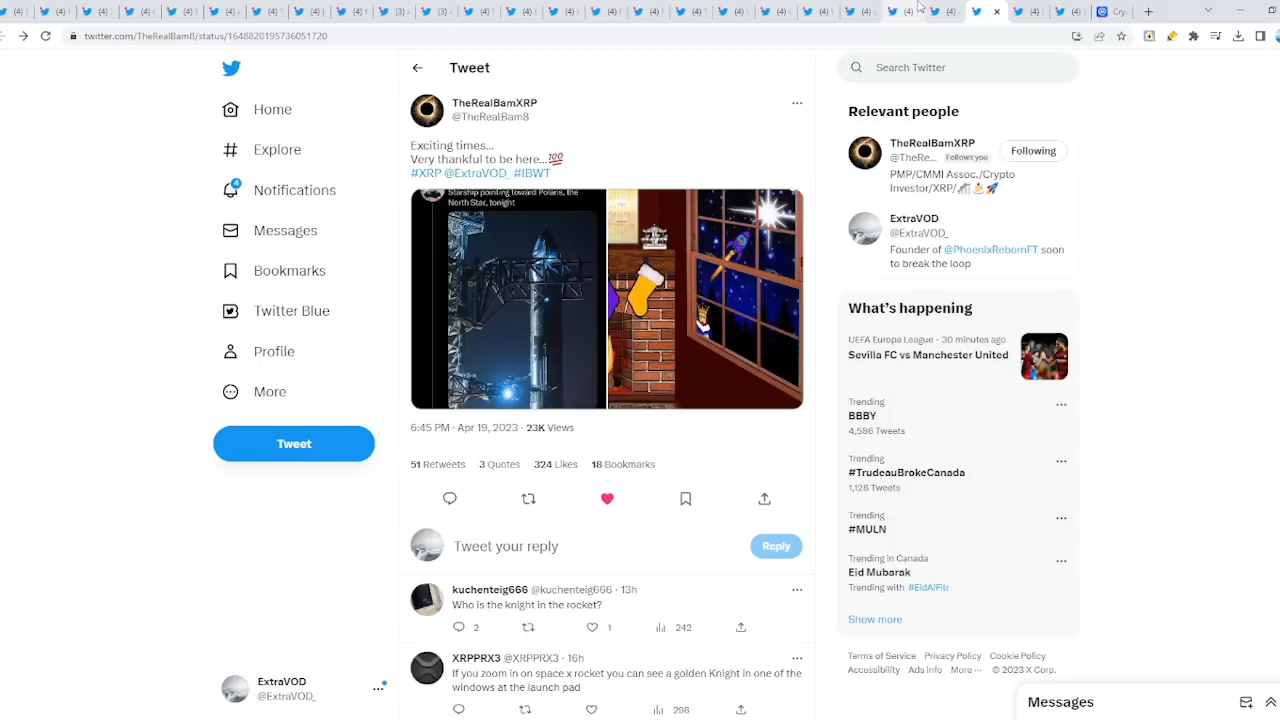 twitter.com/TheRealBam8/status/1648820195736051720
Home
Explore
4
Notifications
Messages
Bookmarks
Twitter Blue
Profile
More
Tweet
ExtraVOD
@ExtraVOD_
Tweet
TheRealBamXRP
@TheRealBam8
Exciting times...
Very thankful to be here...💯
#XRP @ExtraVOD_ #IBWT
Starship pointing toward Polaris, the
North Star, tonight
6:45 PM · Apr 19, 2023 · 23K Views
51 Retweets 3 Quotes 324 Likes 18 Bookmarks
Tweet your reply
Reply
kuchenteig666 @kuchenteig666 · 13h
Who is the knight in the rocket?
2 1 242
XRPPRX3 @XRPPRX3 · 16h
If you zoom in on space x rocket you can see a golden Knight in one of the
windows at the launch pad
298
Search Twitter
Relevant people
TheRealBamXRP
@TheRe... Follows you
Following
PMP/CMMI Assoc./Crypto
Investor/XRP/
ExtraVOD
@ExtraVOD_
Founder of @PhoenIxRebornFT soon
to break the loop
What's happening
UEFA Europa League · 30 minutes ago
Sevilla FC vs Manchester United
Trending
BBBY
4,586 Tweets
Trending
#TrudeauBrokeCanada
1,128 Tweets
Trending
#MULN
Trending in Canada
Eid Mubarak
Trending with #EidAlFitr
Show more
Terms of Service Privacy Policy Cookie Policy
Accessibility Ads info More ··· © 2023 X Corp.
Messages